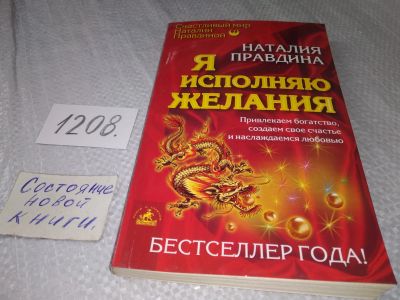 Счастливый мир
Наталии
Правдиной
НАТАЛИЯ
ПРАВДИНА
Я
ИСПОЛНЯЮ
ЖЕЛАНИЯ
Привлекаем богатство,
создаем свое счастье
и наслаждаемся любовью
БЕСТСЕЛЛЕР ГОДА!
1208.
Состояние
новой
книги.